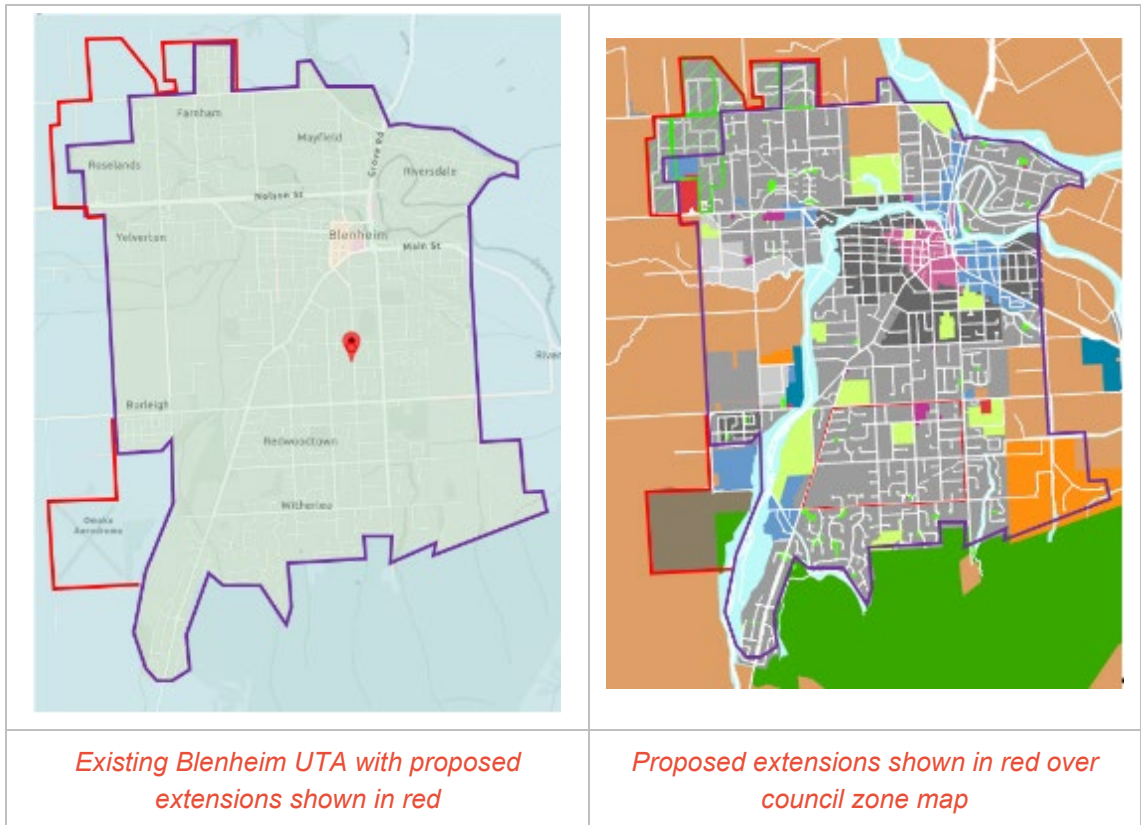 Farnham
Mayfield
Grove Rd
Roselands
Riversdale
Nelson St
Yelverton
Blenheim
Main St
River
Burleigh
Redwoodtown
Witherlea
Omaka
Aerodrome
Existing Blenheim UTA with proposed
extensions shown in red
Proposed extensions shown in red over
council zone map